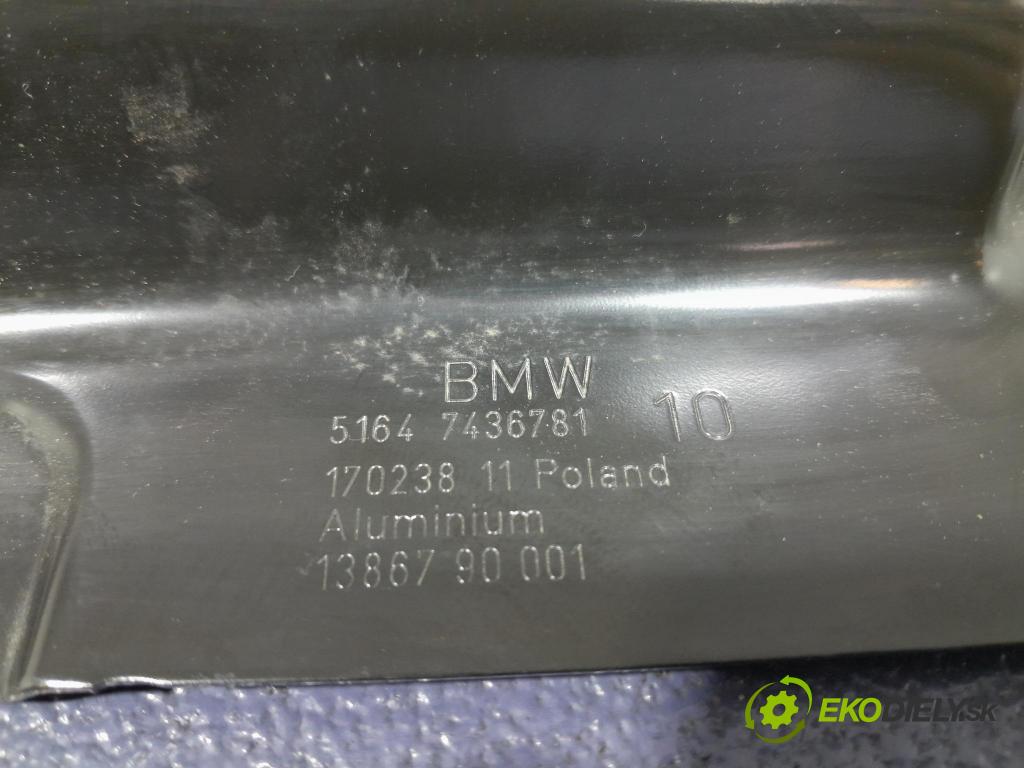 BMW
5164 7436781 10
170238 11 Poland
Aluminium
13867 90 001
EKODIELY.SK